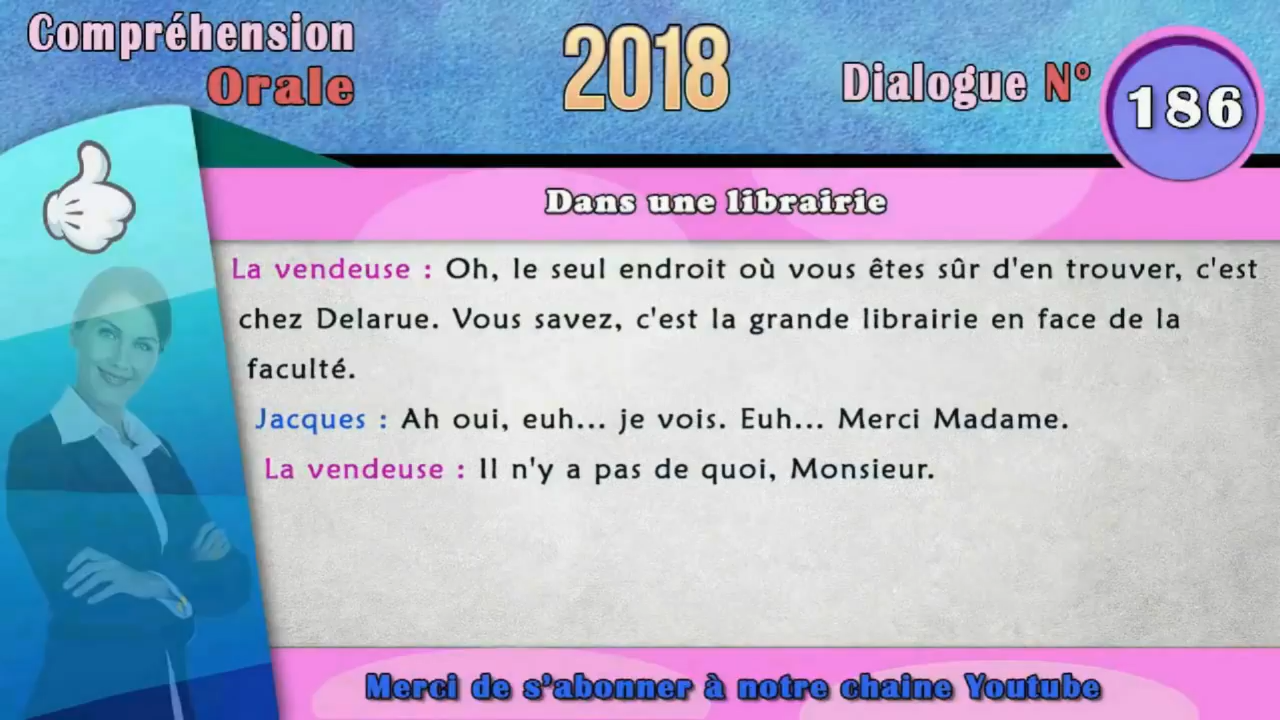 Compréhension
Orale
2018
Dialogue N°
186
Dans une librairie
La vendeuse : Oh, le seul endroit où vous êtes sûr d'en trouver, c'est
chez Delarue. Vous savez, c'est la grande librairie en face de la
faculté.
Jacques : Ah oui, euh... je vois. Euh... Merci Madame.
La vendeuse : Il n'y a pas de quoi, Monsieur.
Merci de s'abonner à notre chaine Youtube